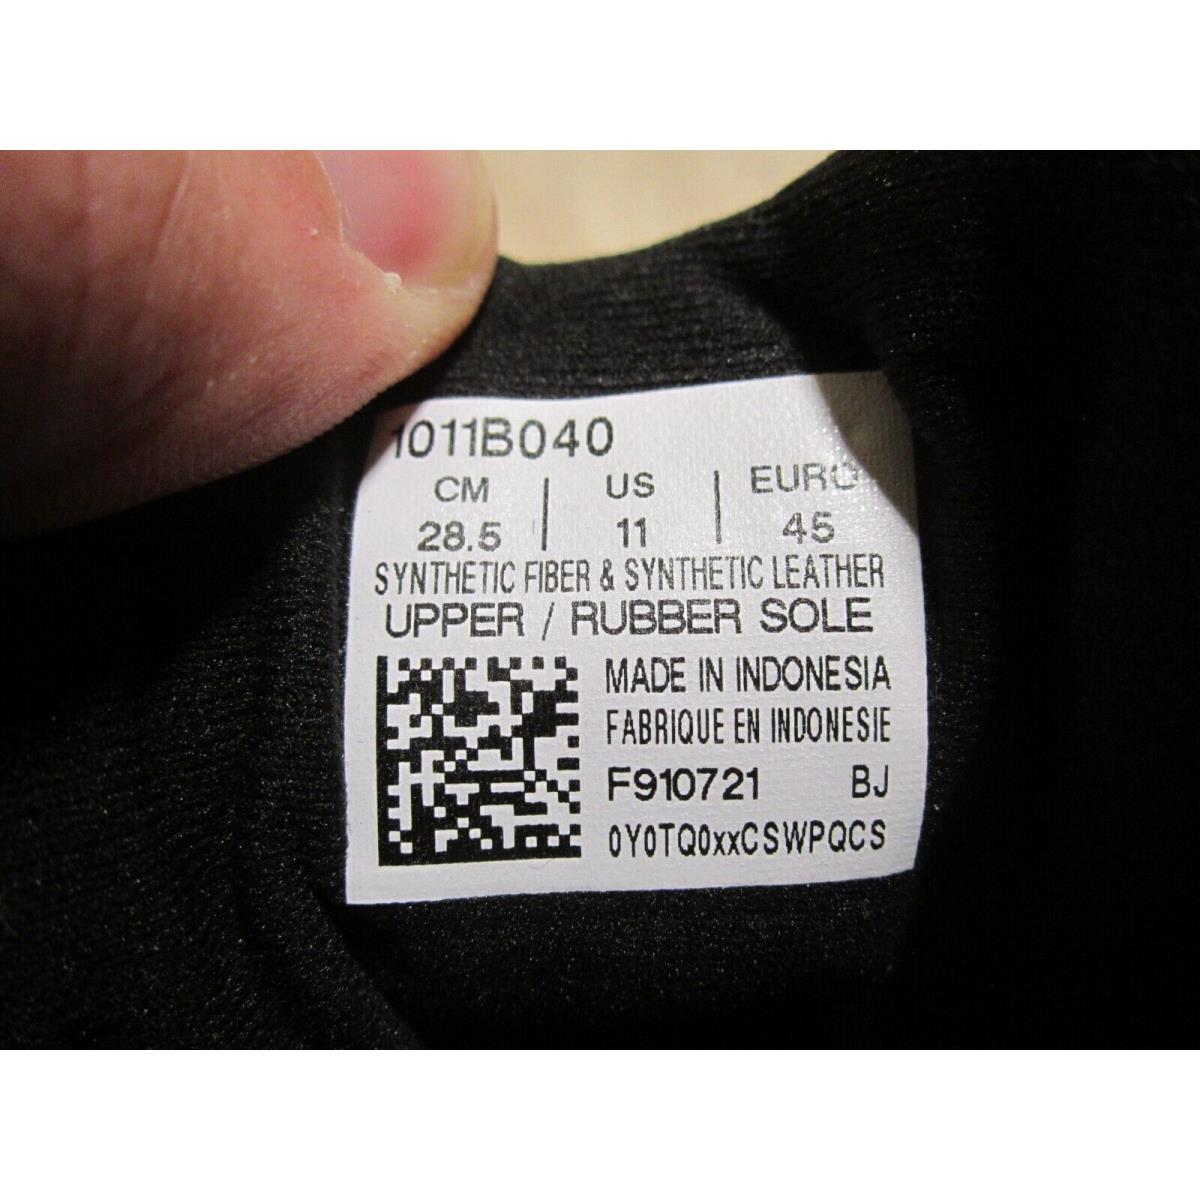 1011B040
CM | US | EURO
28.5 | 11 | 45
SYNTHETIC FIBER & SYNTHETIC LEATHER
UPPER / RUBBER SOLE
MADE IN INDONESIA
FABRIQUE EN INDONESIE
F910721 BJ
0Y0TQ0xxCSWPQCS